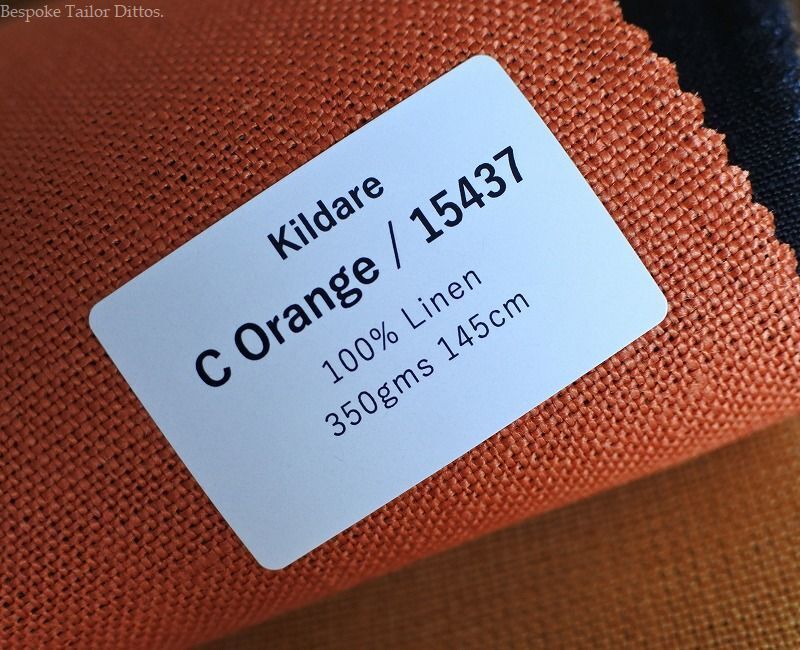 Bespoke Tailor Dittos.
Kildare
C Orange / 15437
100% Linen
350gms 145cm